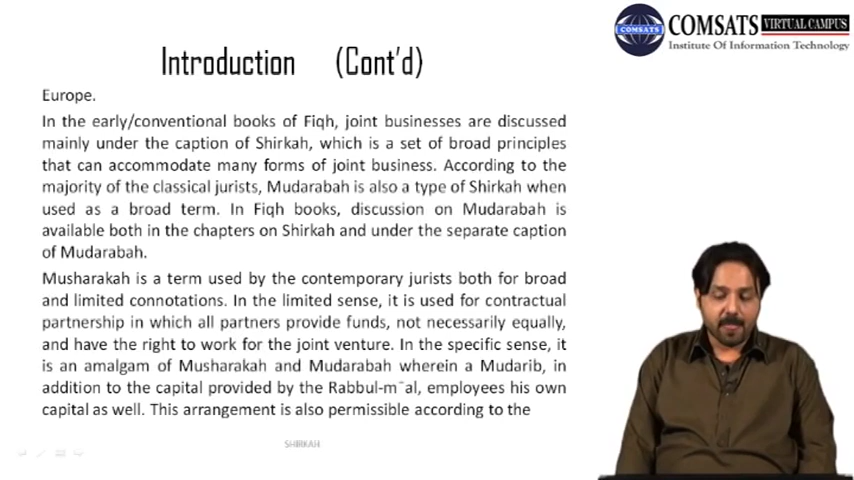 COMSATS VIRTUAL CAMPUS
Institute Of Information Technology
COMSATS
Introduction (Cont'd)
Europe.
In the early/conventional books of Fiqh, joint businesses are discussed
mainly under the caption of Shirkah, which is a set of broad principles
that can accommodate many forms of joint business. According to the
majority of the classical jurists, Mudarabah is also a type of Shirkah when
used as a broad term. In Fiqh books, discussion on Mudarabah is
available both in the chapters on Shirkah and under the separate caption
of Mudarabah.
Musharakah is a term used by the contemporary jurists both for broad
and limited connotations. In the limited sense, it is used for contractual
partnership in which all partners provide funds, not necessarily equally,
and have the right to work for the joint venture. In the specific sense, it
is an amalgam of Musharakah and Mudarabah wherein a Mudarib, in
addition to the capital provided by the Rabbul-m¯al, employees his own
capital as well. This arrangement is also permissible according to the
SHIRKAH